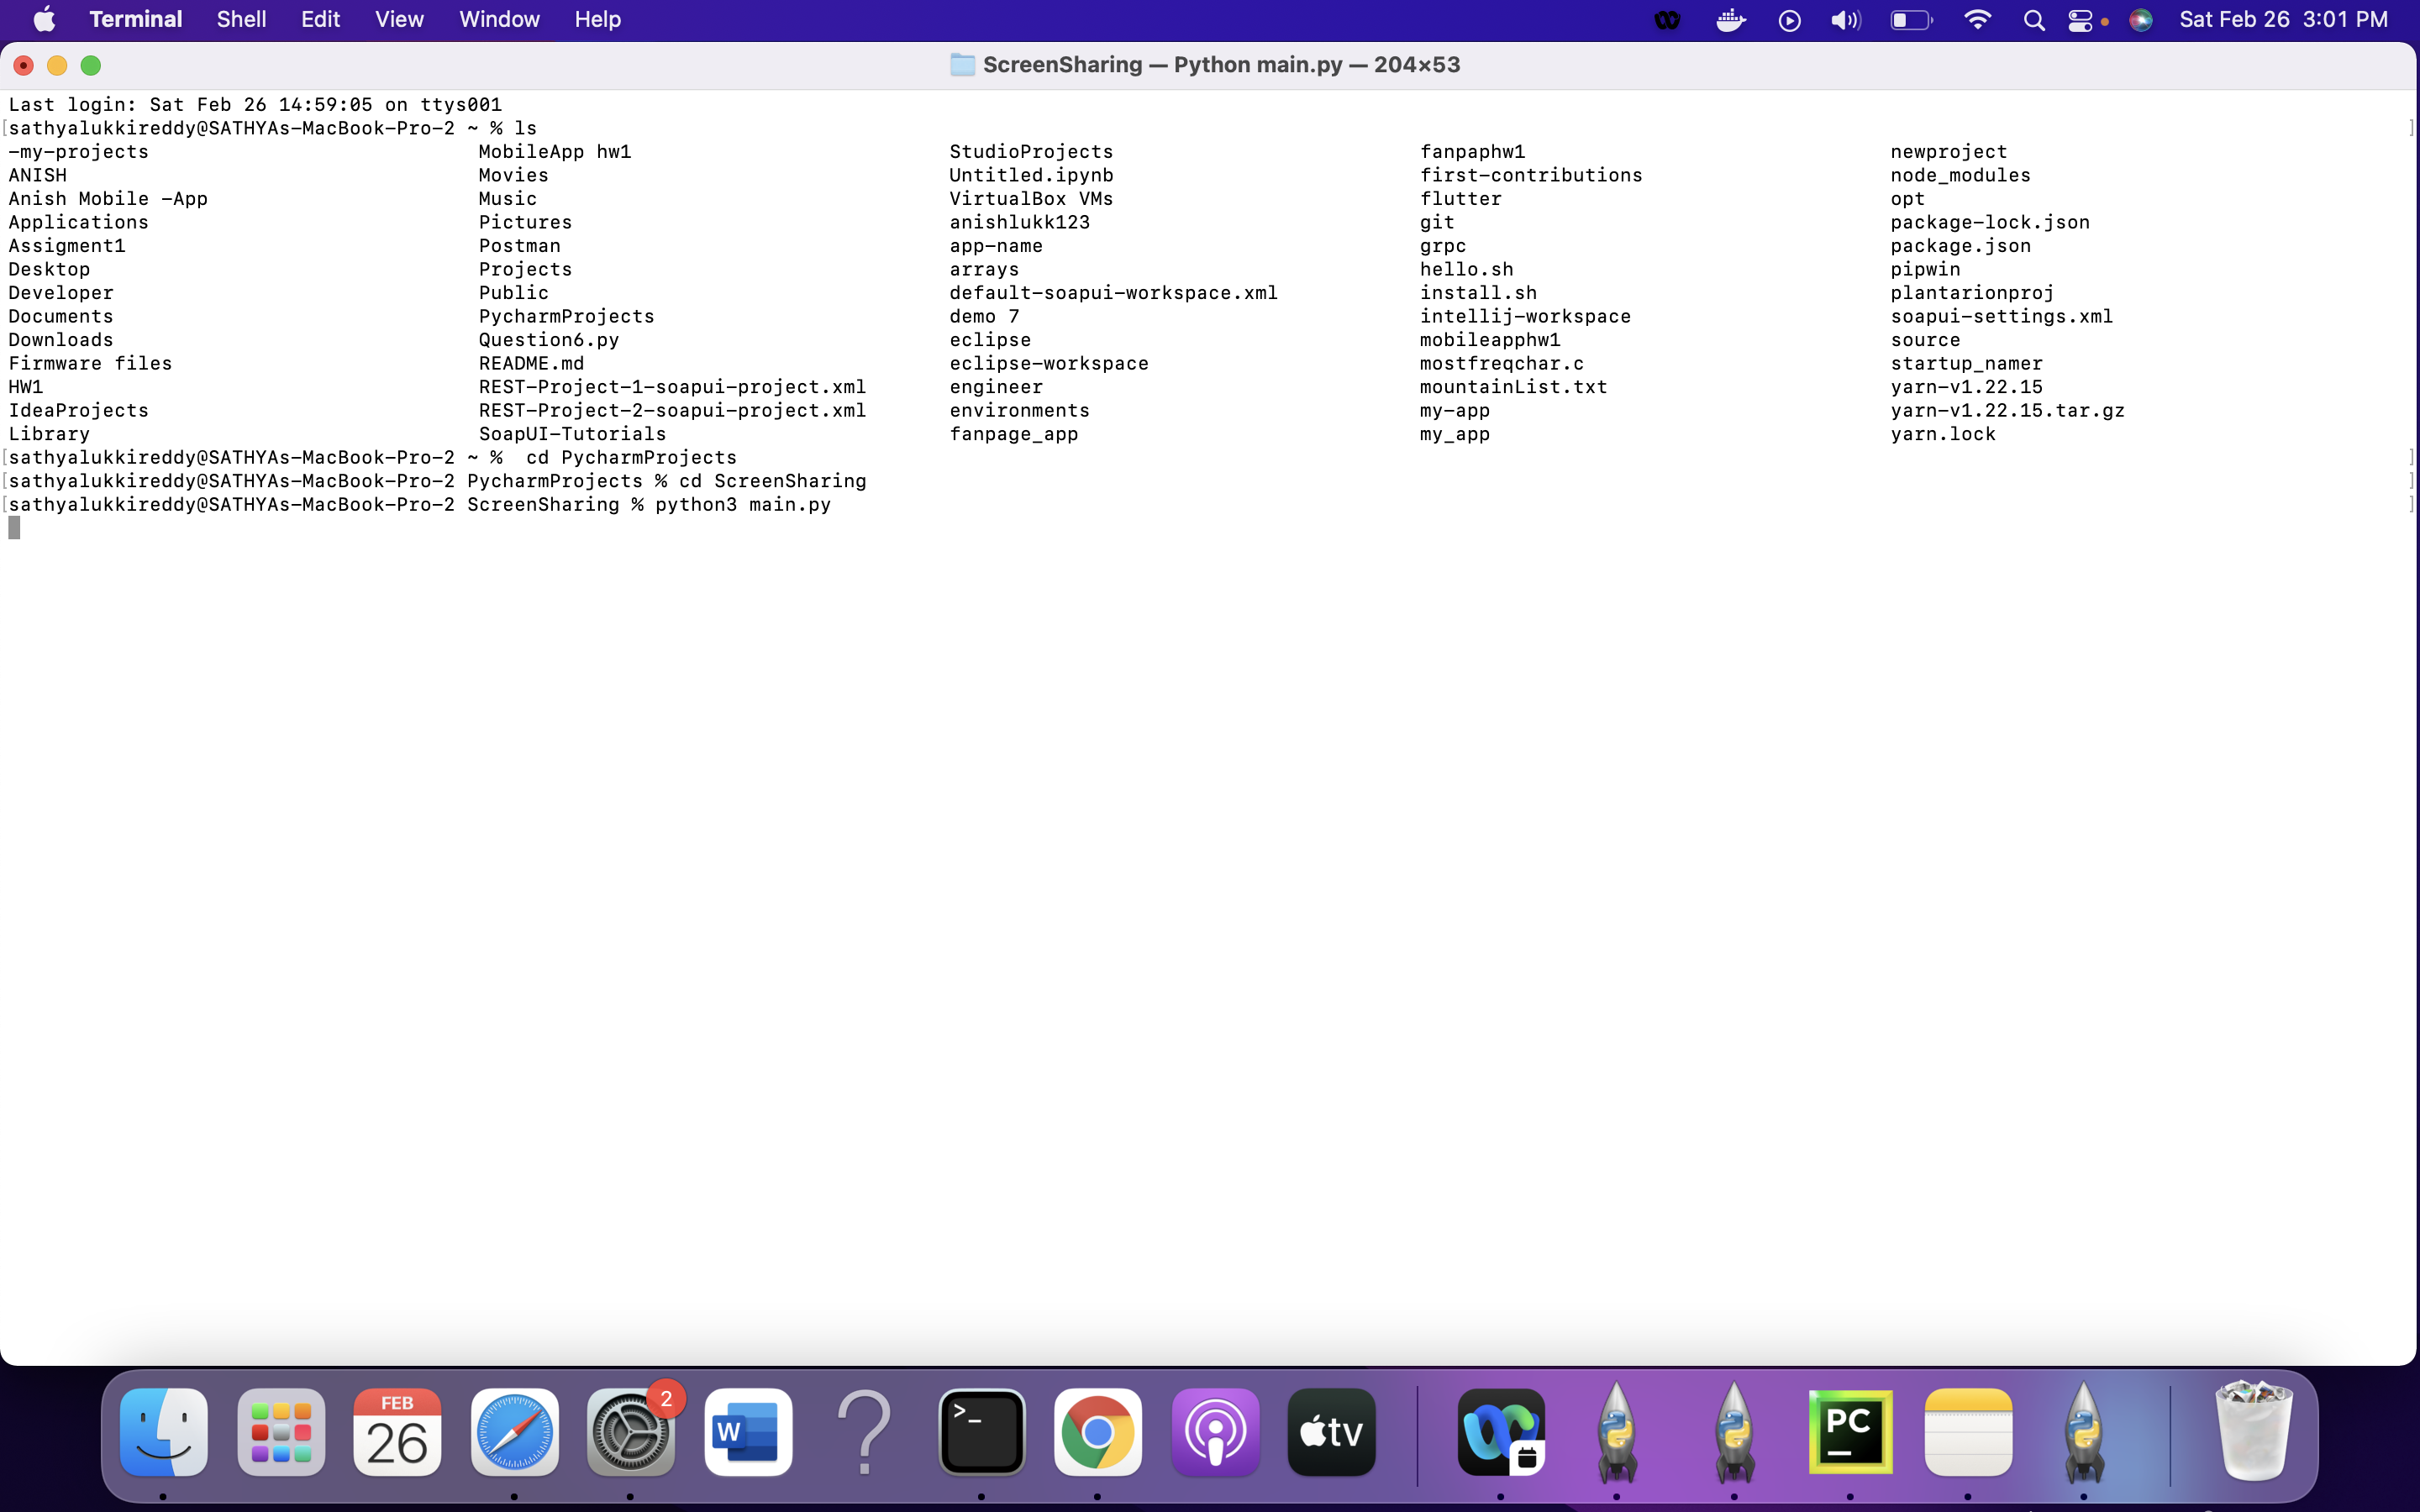 Terminal Shell Edit View Window Help Sat Feb 26 3:01 PM
ScreenSharing — Python main.py — 204×53
Last login: Sat Feb 26 14:59:05 on ttys001
[sathyalukkireddy@SATHYAs-MacBook-Pro-2 ~ % ls ]
-my-projects MobileApp hw1 StudioProjects fanpaphw1 newproject
ANISH Movies Untitled.ipynb first-contributions node_modules
Anish Mobile -App Music VirtualBox VMs flutter opt
Applications Pictures anishlukk123 git package-lock.json
Assigment1 Postman app-name grpc package.json
Desktop Projects arrays hello.sh pipwin
Developer Public default-soapui-workspace.xml install.sh plantarionproj
Documents PycharmProjects demo 7 intellij-workspace soapui-settings.xml
Downloads Question6.py eclipse mobileapphw1 source
Firmware files README.md eclipse-workspace mostfreqchar.c startup_namer
HW1 REST-Project-1-soapui-project.xml engineer mountainList.txt yarn-v1.22.15
IdeaProjects REST-Project-2-soapui-project.xml environments my-app yarn-v1.22.15.tar.gz
Library SoapUI-Tutorials fanpage_app my_app yarn.lock
[sathyalukkireddy@SATHYAs-MacBook-Pro-2 ~ %  cd PycharmProjects ]
[sathyalukkireddy@SATHYAs-MacBook-Pro-2 PycharmProjects % cd ScreenSharing ]
[sathyalukkireddy@SATHYAs-MacBook-Pro-2 ScreenSharing % python3 main.py ]
FEB
26
2
W
?
>_
tv
PC